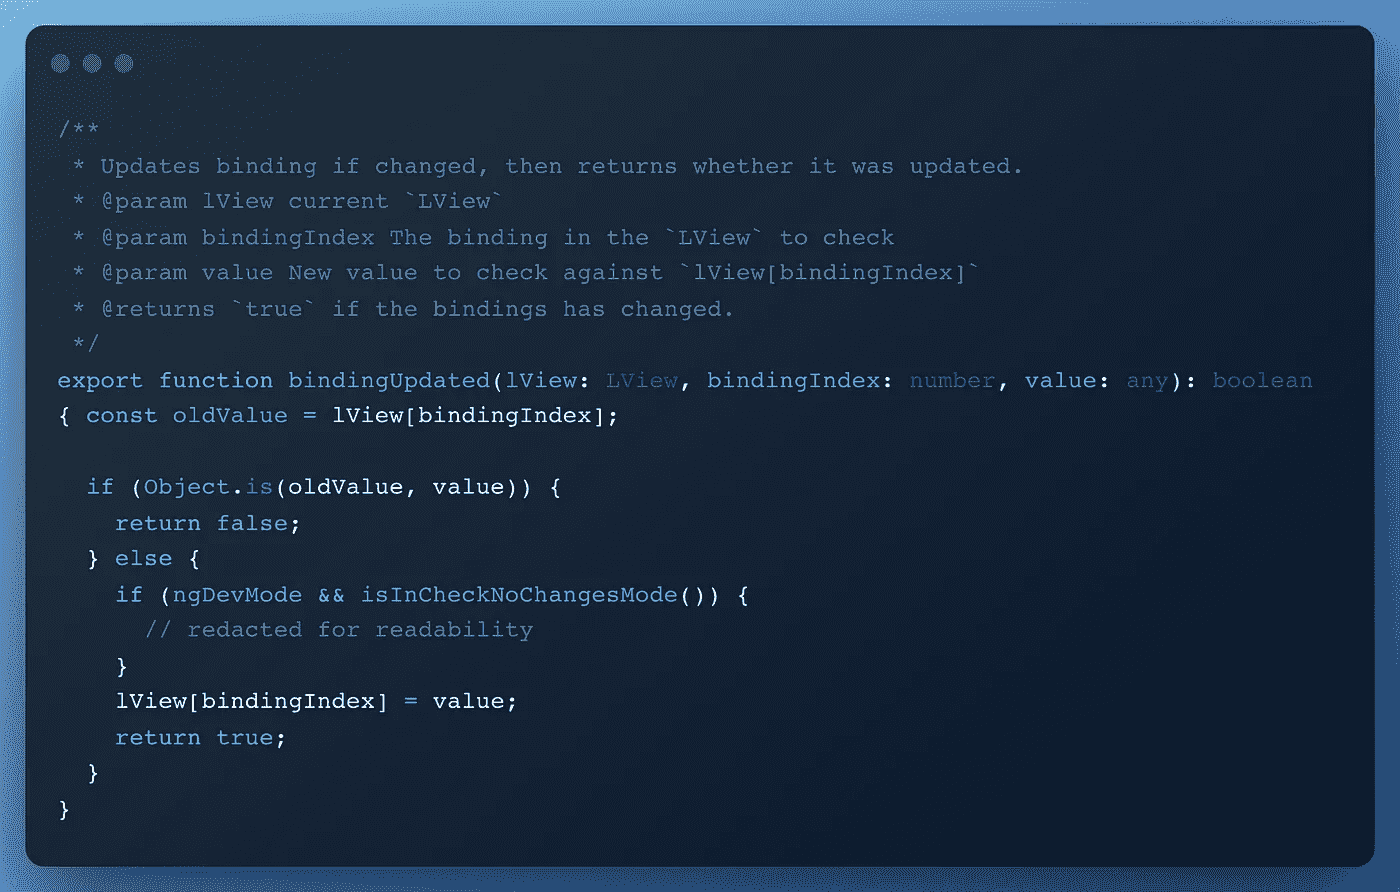 /**
 * Updates binding if changed, then returns whether it was updated.
 * @param lView current `LView`
 * @param bindingIndex The binding in the `LView` to check
 * @param value New value to check against `lView[bindingIndex]`
 * @returns `true` if the bindings has changed.
 */
export function bindingUpdated(lView: LView, bindingIndex: number, value: any): boolean
{ const oldValue = lView[bindingIndex];

  if (Object.is(oldValue, value)) {
    return false;
  } else {
    if (ngDevMode && isInCheckNoChangesMode()) {
      // redacted for readability
    }
    lView[bindingIndex] = value;
    return true;
  }
}